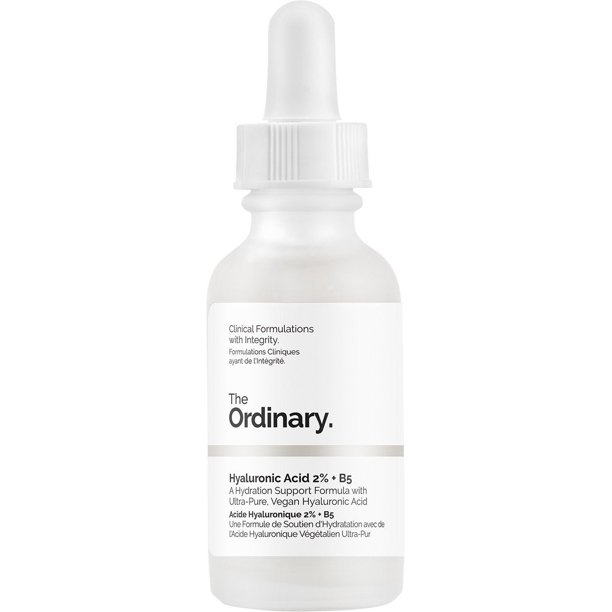 Clinical Formulations
with Integrity.
Formulations Cliniques
ayant de l'Intégrité.
The
Ordinary.
Hyaluronic Acid 2% + B5
A Hydration Support Formula with
Ultra-Pure, Vegan Hyaluronic Acid
Acide Hyaluronique 2% + B5
Une Formule de Soutien d'Hydratation avec de
l'Acide Hyaluronique Végétalien Ultra-Pur